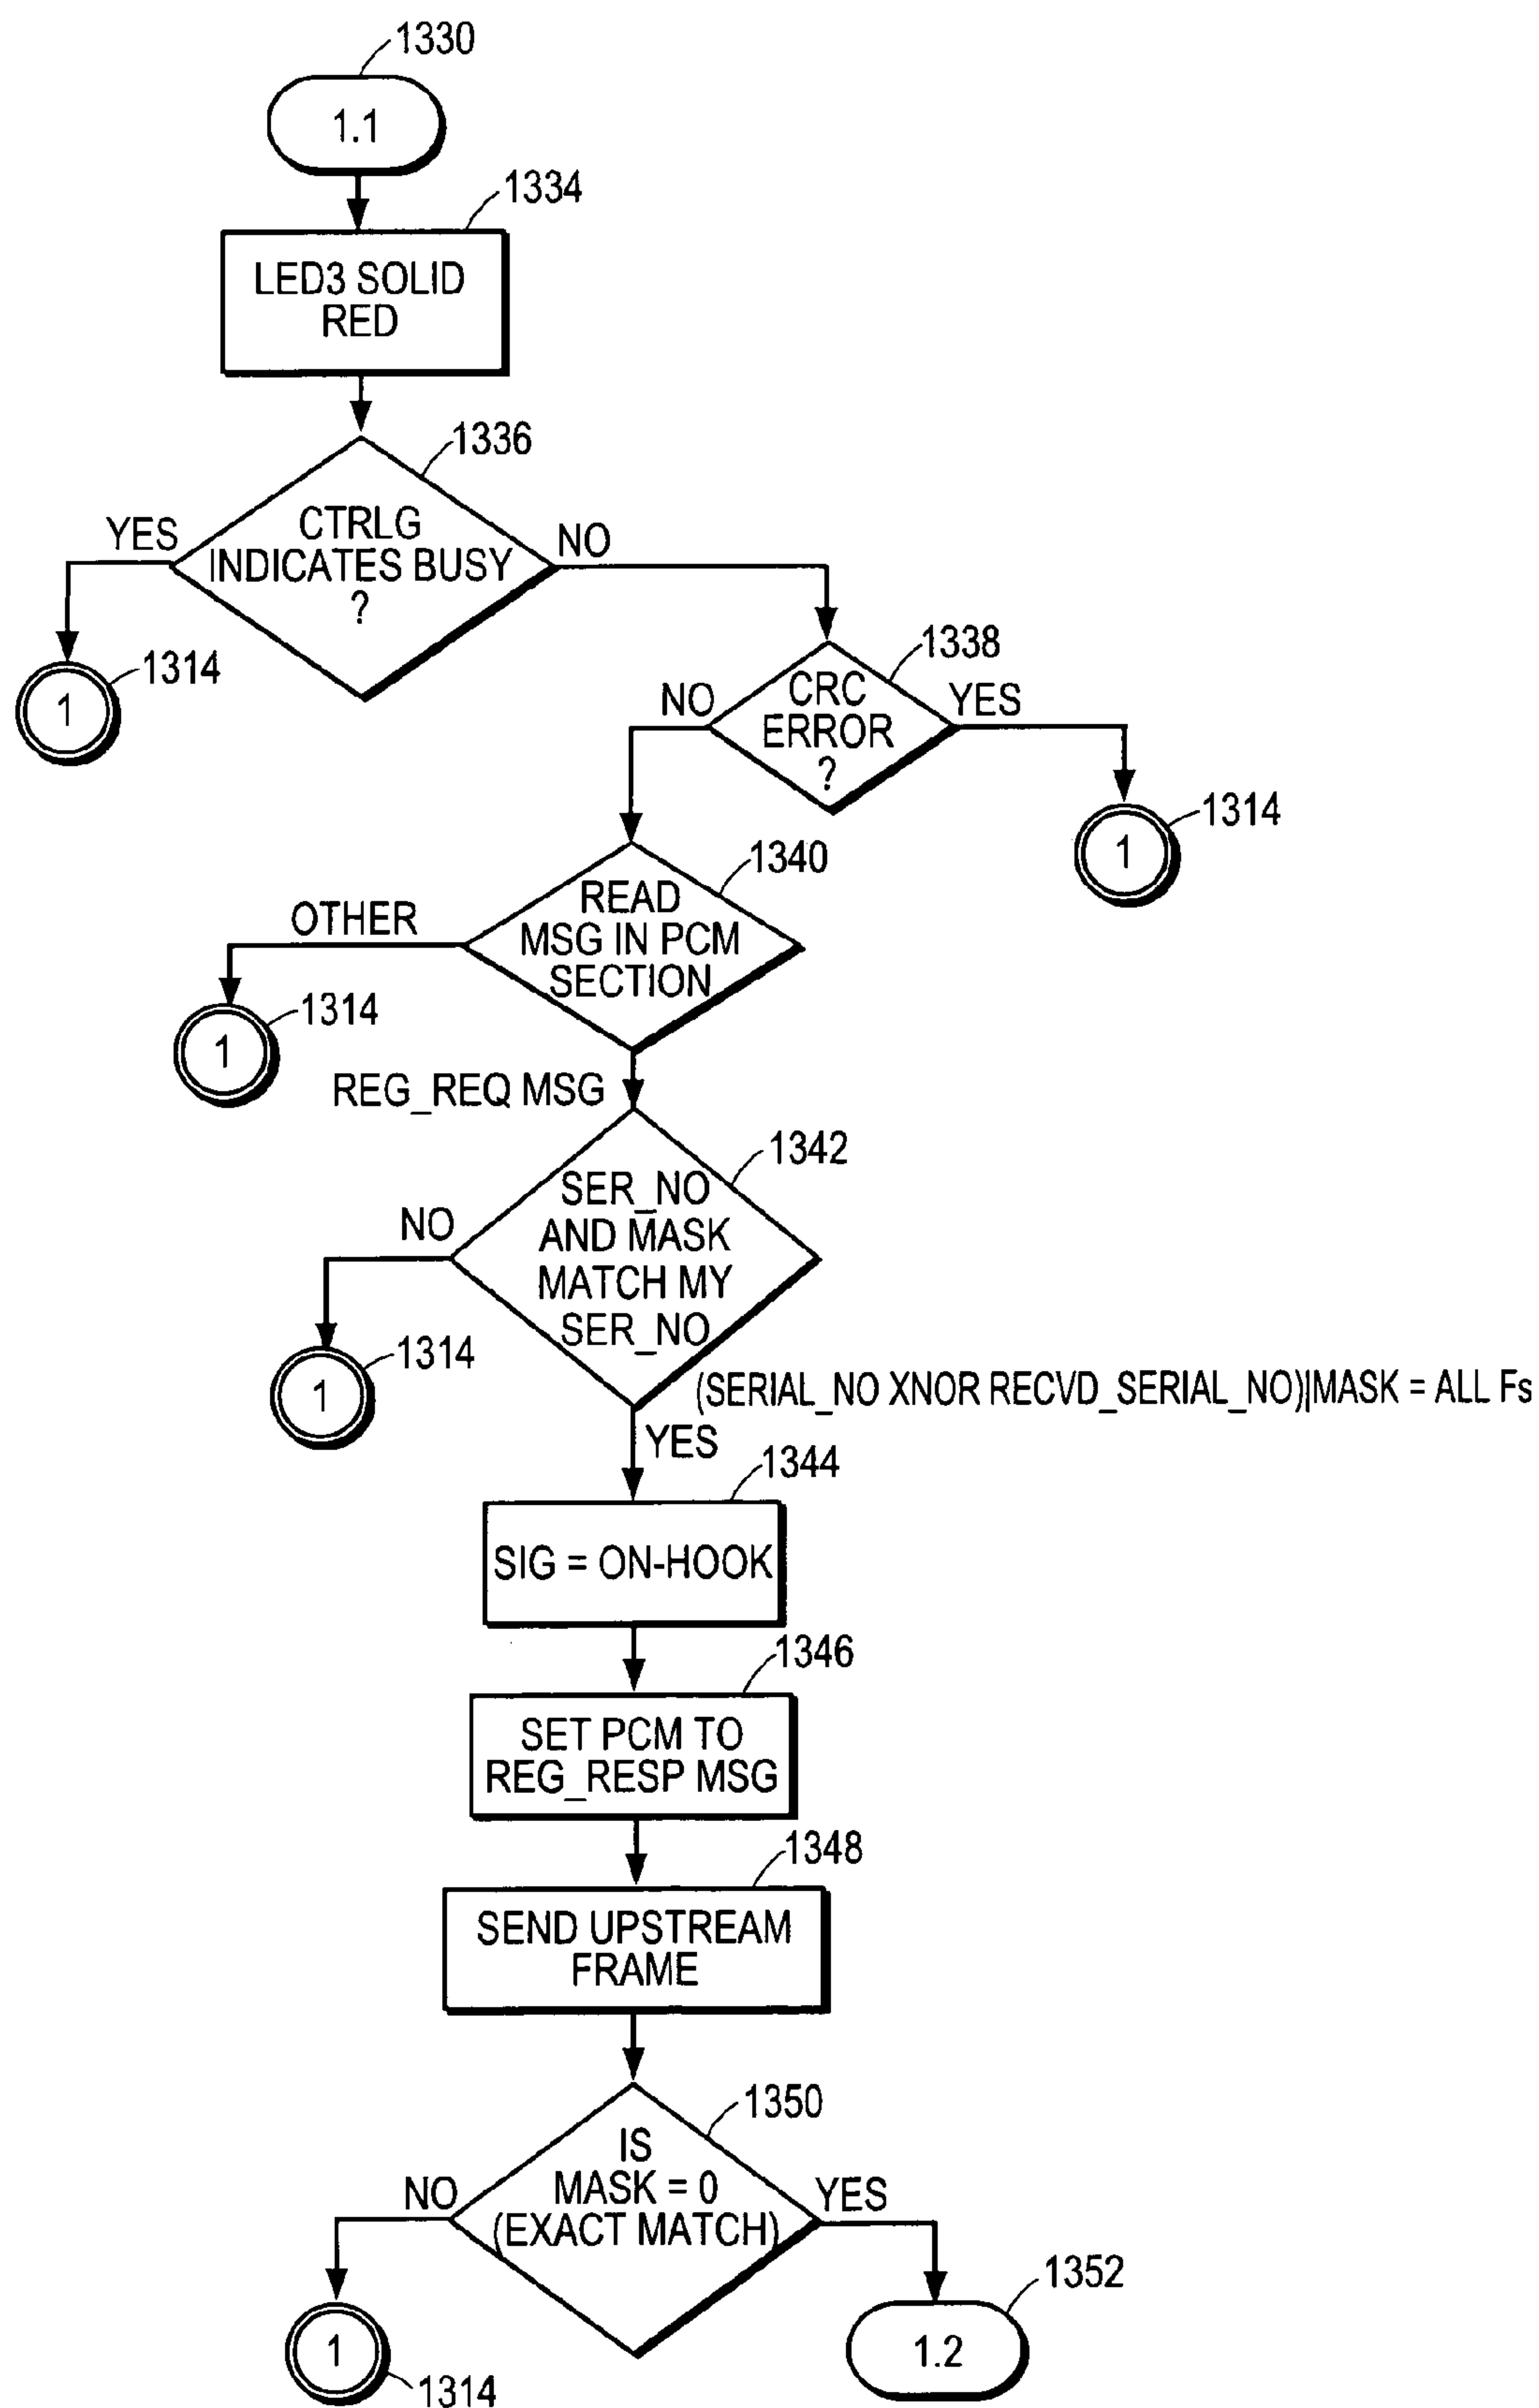 1330
1.1
1334
LED3 SOLID
RED
1336
CTRLG
INDICATES BUSY
?
YES
NO
1314
1
1338
CRC
ERROR
?
NO
YES
1314
1
1340
READ
MSG IN PCM
SECTION
OTHER
1314
1
REG_REQ MSG
1342
SER_NO
AND MASK
MATCH MY
SER_NO
NO
1314
1
(SERIAL_NO XNOR RECVD_SERIAL_NO)|MASK = ALL Fs
YES
1344
SIG = ON-HOOK
1346
SET PCM TO
REG_RESP MSG
1348
SEND UPSTREAM
FRAME
1350
IS
MASK = 0
(EXACT MATCH)
NO
YES
1352
1.2
1
1314